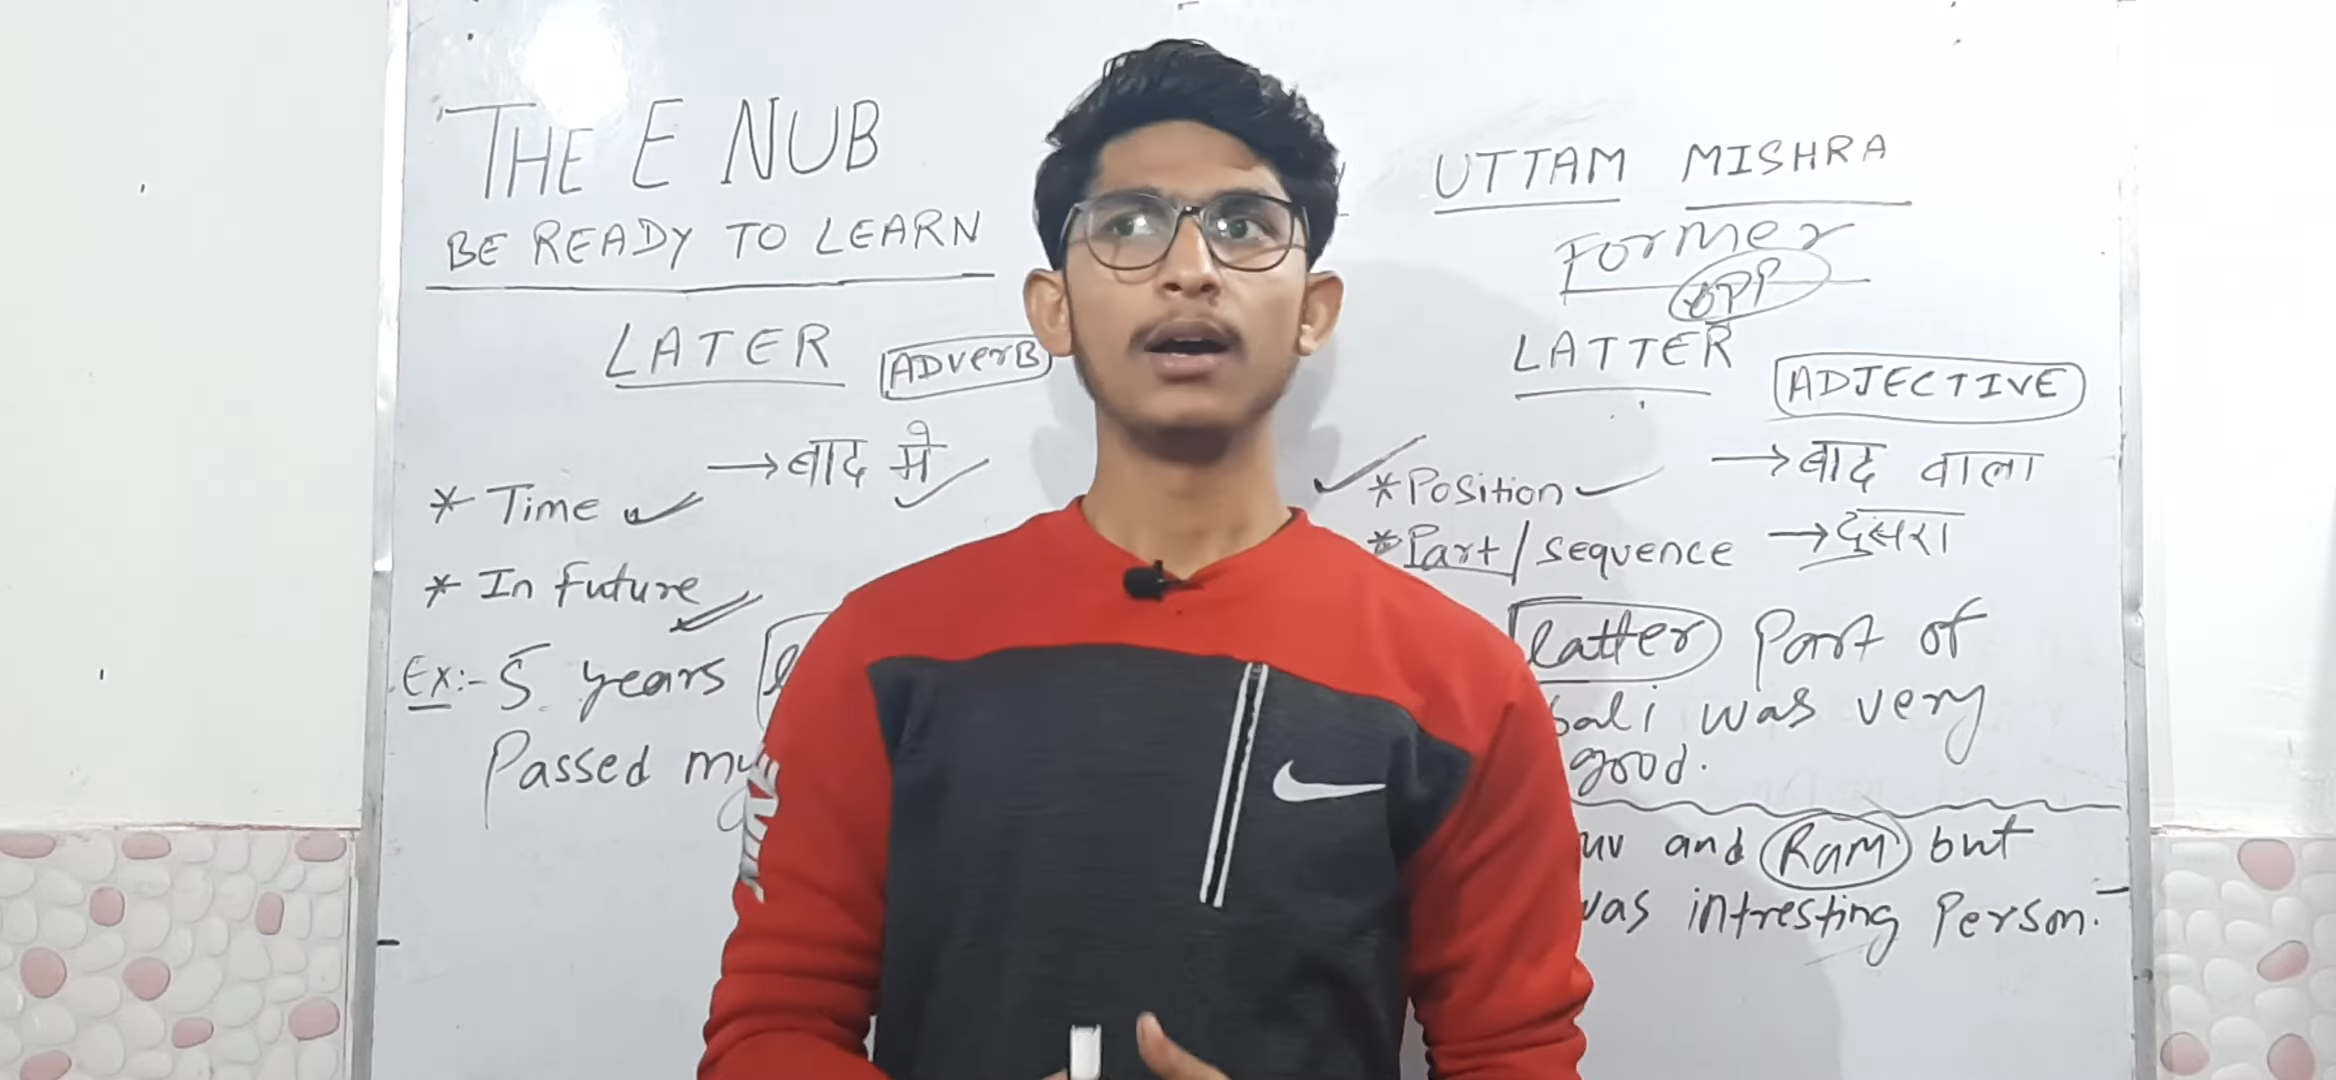 THE E NUB
BE READY TO LEARN
LATER ADVerB
→ बाद में
* Time
* In future
Ex:- 5 years
Passed my
UTTAM MISHRA
Former
OPP
LATTER
ADJECTIVE
* Position → बाद वाला
* Part/sequence → दुसरा
latter Part of
was very
good.
and Ram but
intresting Person.